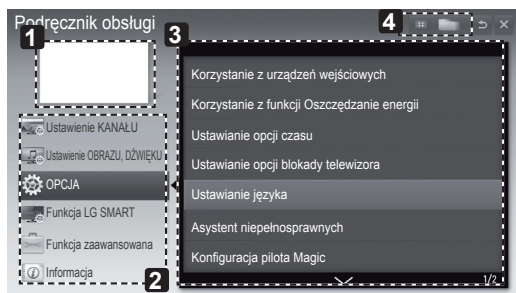 Podręcznik obsługi
4
1
3
Korzystanie z urządzeń wejściowych
Korzystanie z funkcji Oszczędzanie energii
Ustawianie opcji czasu
Ustawianie opcji blokady telewizora
Ustawianie języka
Asystent niepełnosprawnych
Konfiguracja pilota Magic
1/2
Ustawienie KANAŁU
Ustawienie OBRAZU, DŹWIĘKU
OPCJA
Funkcja LG SMART
Funkcja zaawansowana
Informacja
2